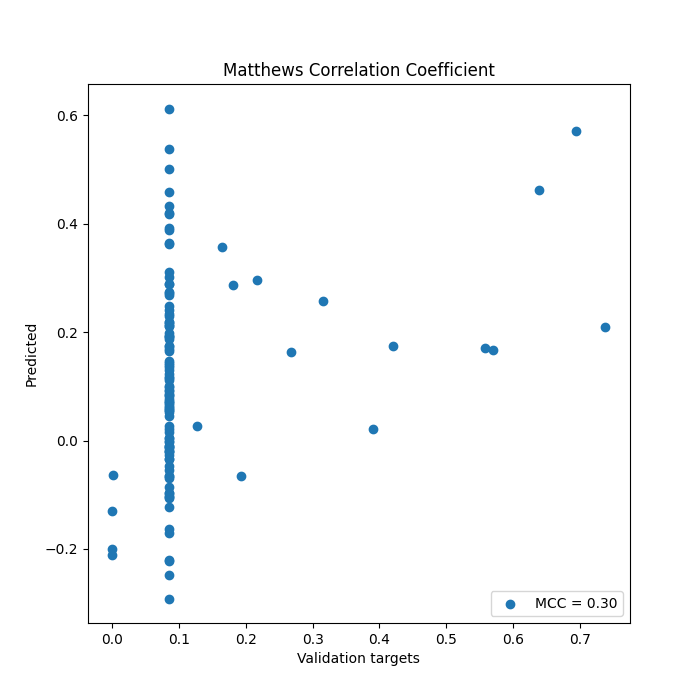 Matthews Correlation Coefficient
0.6
0.4
0.2
0.0
−0.2
Predicted
MCC = 0.30
0.0 0.1 0.2 0.3 0.4 0.5 0.6 0.7
Validation targets